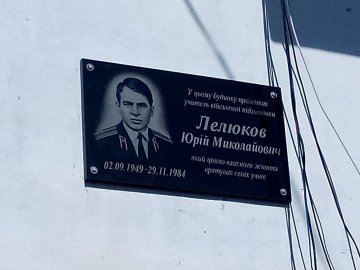 У цьому будинку проживав
учитель військової підготовки
Лелюков
Юрій Миколайович
який ціною власного життя
врятував своїх учнів
02.09.1949 -29.11.1984